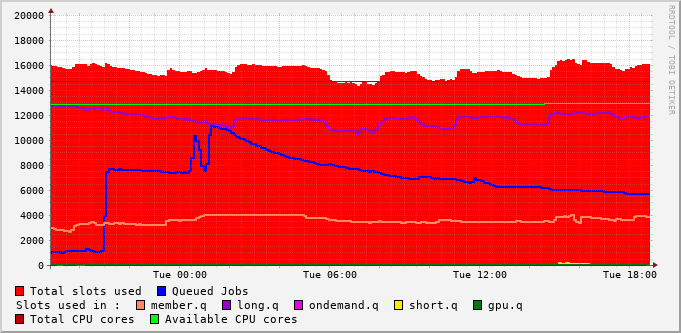 20000
18000
16000
14000
12000
10000
8000
6000
4000
2000
0
Tue 00:00 Tue 06:00 Tue 12:00 Tue 18:00
RRDTOOL / TOBI OETIKER
Total slots used Queued Jobs
Slots used in : member.q long.q ondemand.q short.q gpu.q
Total CPU cores Available CPU cores